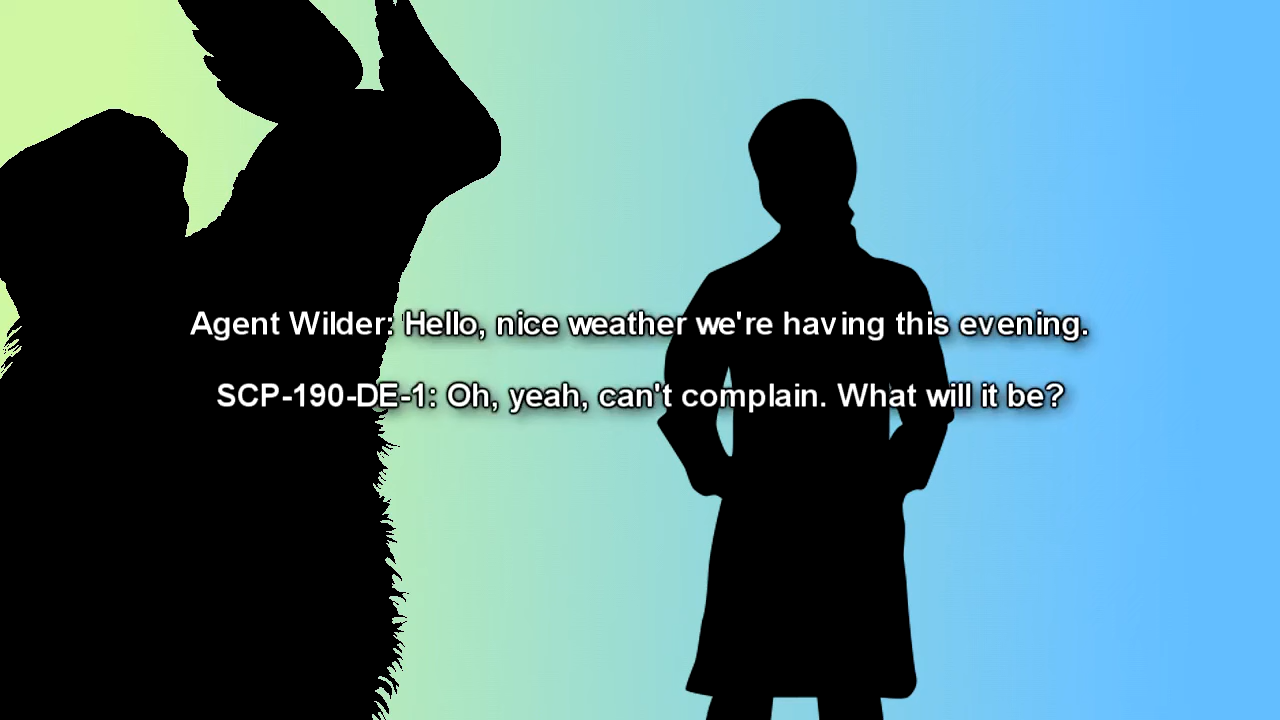 Agent Wilder: Hello, nice weather we're having this evening.
SCP-190-DE-1: Oh, yeah, can't complain. What will it be?